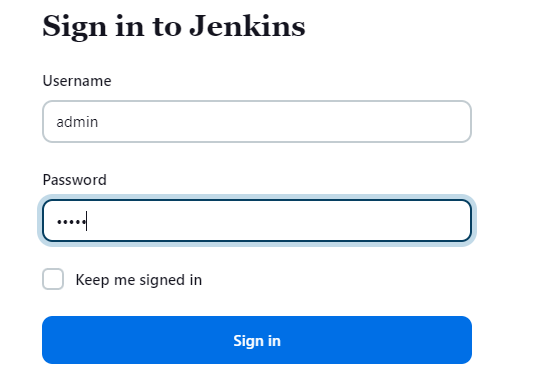 Sign in to Jenkins
Username
admin
Password
•••••
Keep me signed in
Sign in